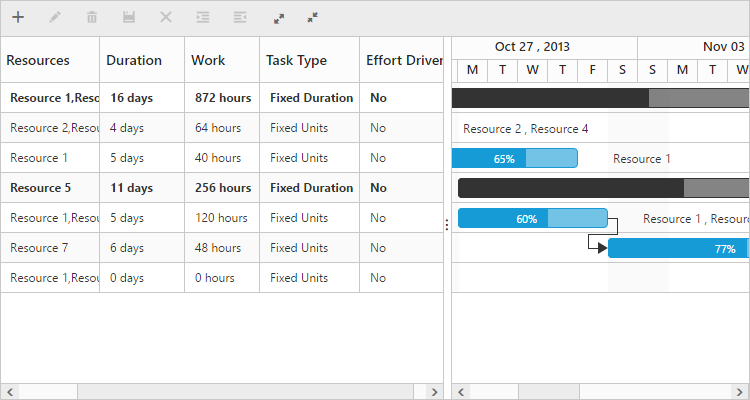 Resources Duration Work Task Type Effort Driven
Resource 1,Reso 16 days 872 hours Fixed Duration No
Resource 2,Resou 4 days 64 hours Fixed Units No
Resource 1 5 days 40 hours Fixed Units No
Resource 5 11 days 256 hours Fixed Duration No
Resource 1,Resou 5 days 120 hours Fixed Units No
Resource 7 6 days 48 hours Fixed Units No
Resource 1,Resou 0 days 0 hours Fixed Units No
Oct 27 , 2013 Nov 03
M T W T F S S M T W
Resource 2 , Resource 4
65% Resource 1
60% Resource 1 , Resourc
77%